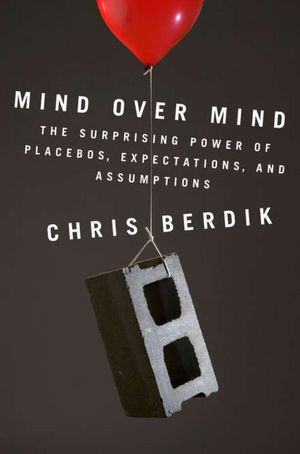 MIND OVER MIND
THE SURPRISING POWER OF
PLACEBOS, EXPECTATIONS, AND
ASSUMPTIONS
CHRIS BERDIK